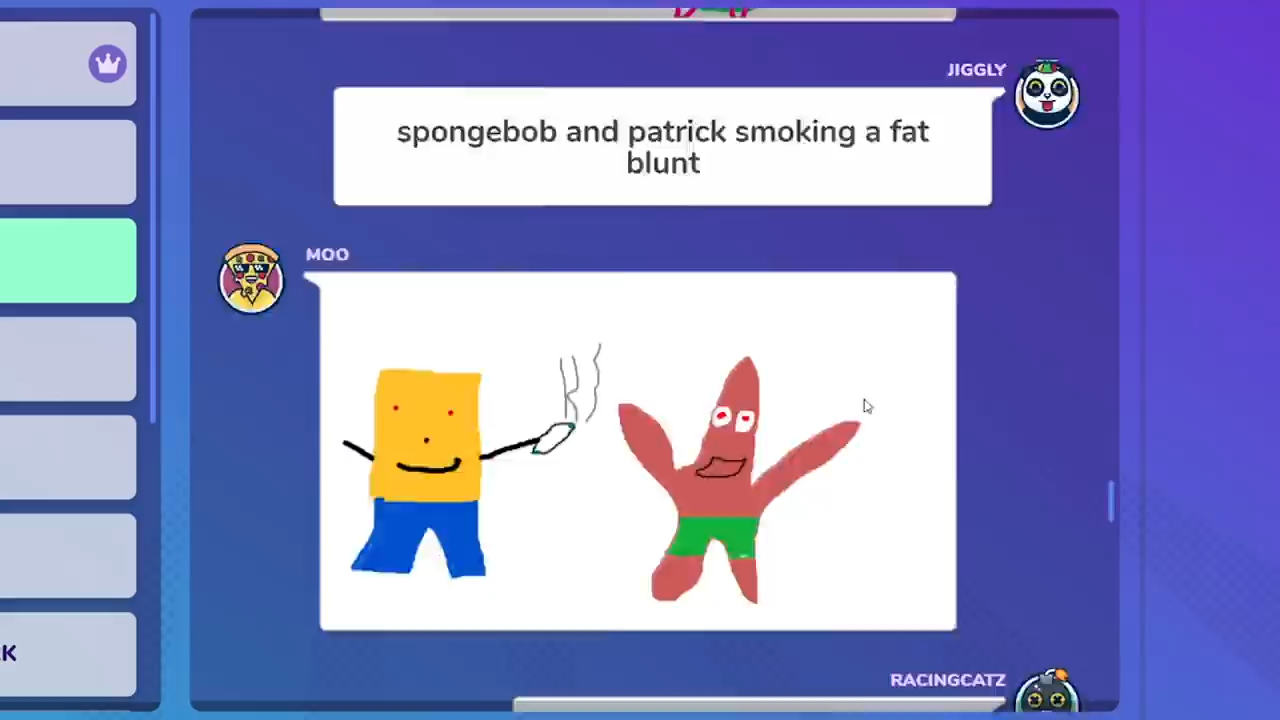 JIGGLY
spongebob and patrick smoking a fat
blunt
MOO
RACINGCATZ